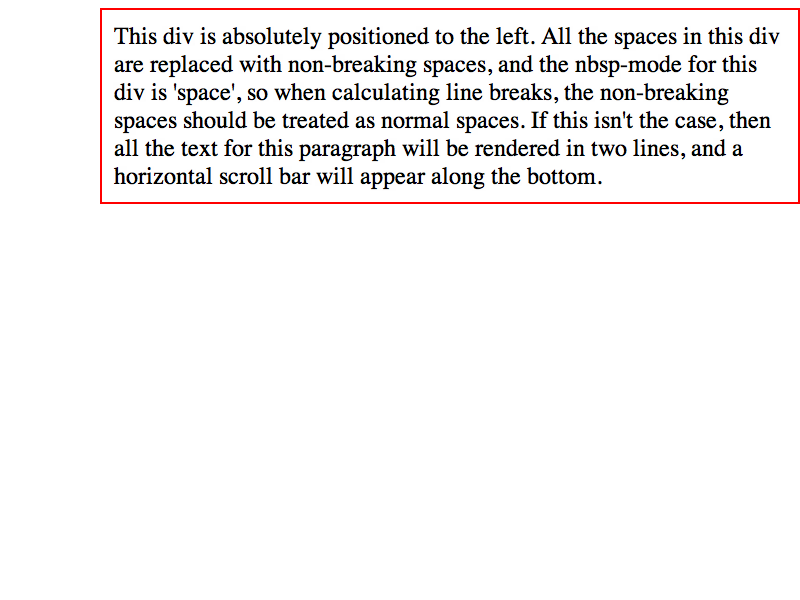 This div is absolutely positioned to the left. All the spaces in this div
are replaced with non-breaking spaces, and the nbsp-mode for this
div is 'space', so when calculating line breaks, the non-breaking
spaces should be treated as normal spaces. If this isn't the case, then
all the text for this paragraph will be rendered in two lines, and a
horizontal scroll bar will appear along the bottom.